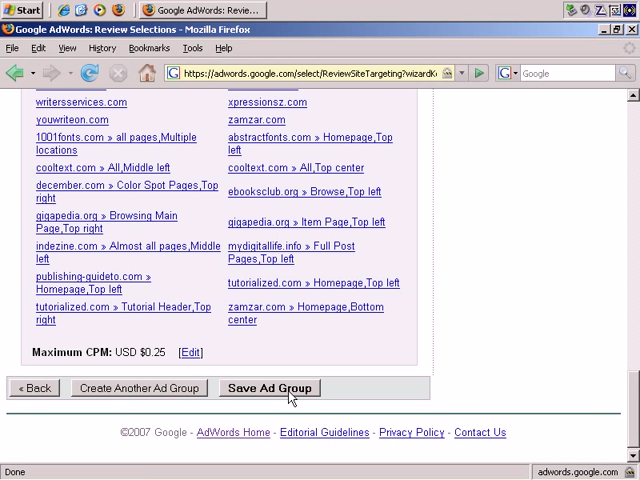 Start
Google AdWords: Revie...
Google AdWords: Review Selections - Mozilla Firefox
File Edit View History Bookmarks Tools Help
https://adwords.google.com/select/ReviewSiteTargeting?wizardK
Google
writersservices.com
xpressionsz.com
youwriteon.com
zamzar.com
1001fonts.com » all pages,Multiple
locations
abstractfonts.com » Homepage,Top
left
cooltext.com » All,Middle left
cooltext.com » All,Top center
december.com » Color Spot Pages,Top
right
ebooksclub.org » Browse,Top left
gigapedia.org » Browsing Main
Page,Top right
gigapedia.org » Item Page,Top left
indezine.com » Almost all pages,Middle
left
mydigitallife.info » Full Post
Pages,Top left
publishing-guideto.com »
Homepage,Top left
tutorialized.com » Homepage,Top left
tutorialized.com » Tutorial Header,Top
right
zamzar.com » Homepage,Bottom
center
Maximum CPM: USD $0.25 [Edit]
« Back
Create Another Ad Group
Save Ad Group
©2007 Google - AdWords Home - Editorial Guidelines - Privacy Policy - Contact Us
Done
adwords.google.com